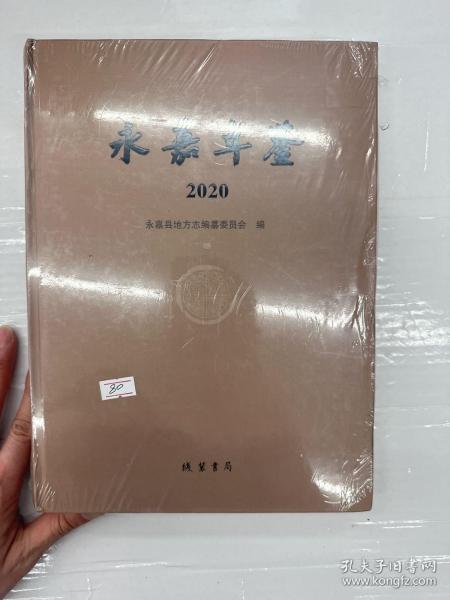 永嘉年鉴
2020
永嘉县地方志编纂委员会 编
80
线装书局
孔夫子旧书网
www.kongfz.com